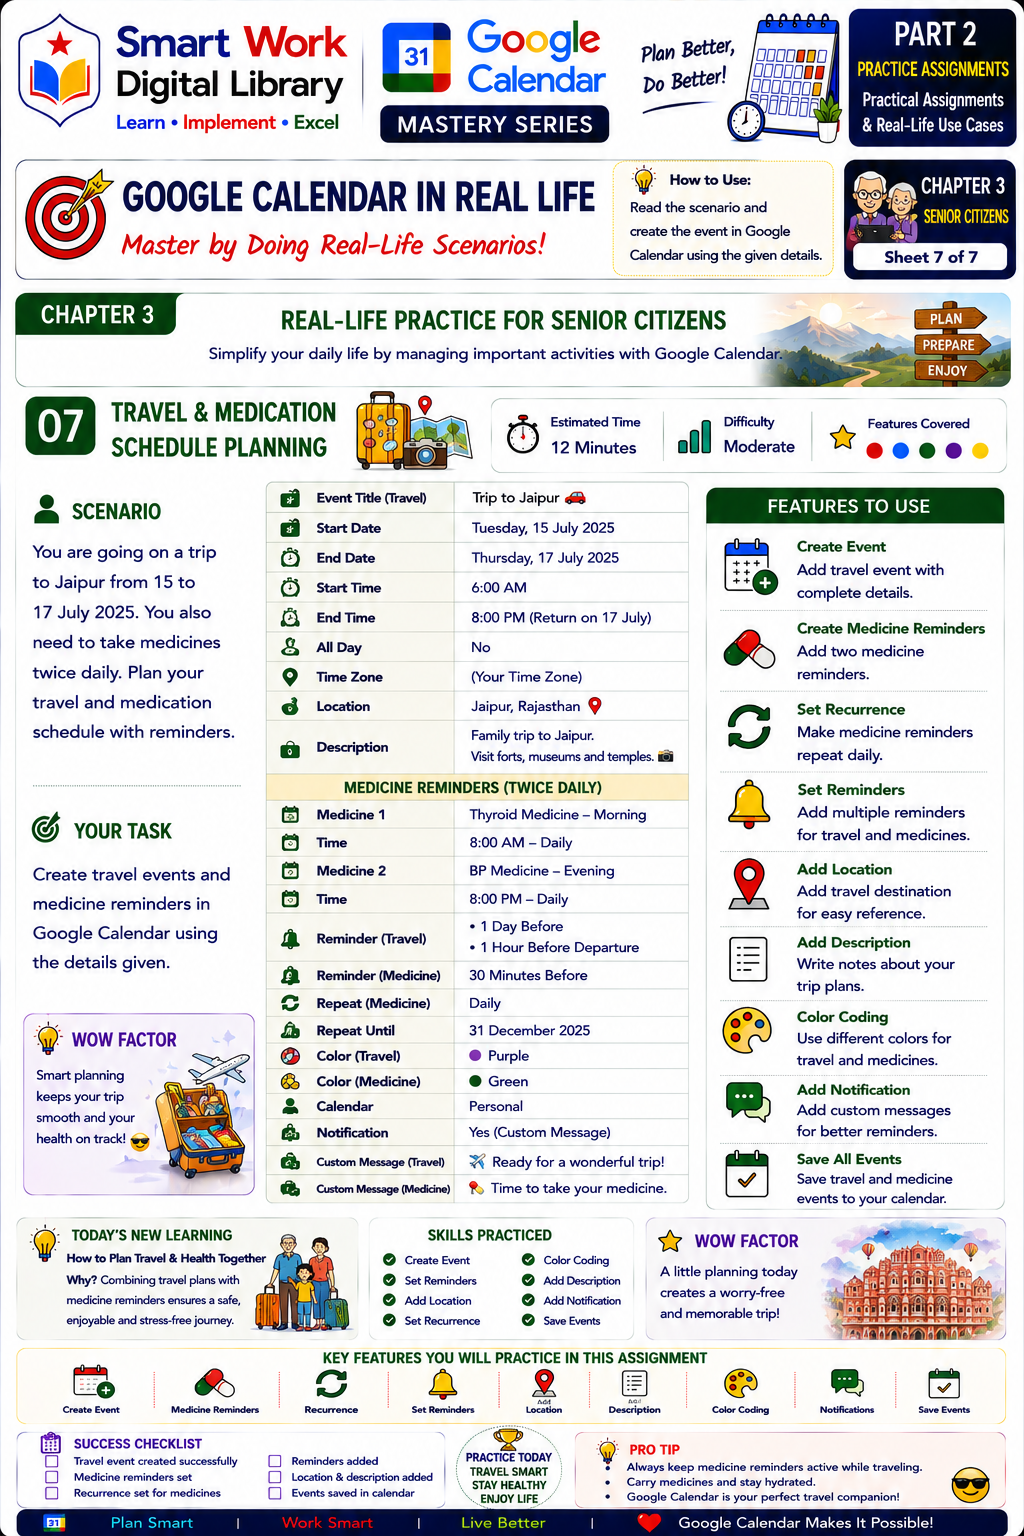 Smart Work
Digital Library
Learn • Implement • Excel
31
Google
Calendar
MASTERY SERIES
Plan Better,
Do Better!
PART 2
PRACTICE ASSIGNMENTS
Practical Assignments
& Real-Life Use Cases
GOOGLE CALENDAR IN REAL LIFE
Master by Doing Real-Life Scenarios!
How to Use:
Read the scenario and
create the event in Google
Calendar using the given details.
CHAPTER 3
SENIOR CITIZENS
Sheet 7 of 7
CHAPTER 3
REAL-LIFE PRACTICE FOR SENIOR CITIZENS
Simplify your daily life by managing important activities with Google Calendar.
PLAN
PREPARE
ENJOY
07
TRAVEL & MEDICATION
SCHEDULE PLANNING
Estimated Time
12 Minutes
Difficulty
Moderate
Features Covered
SCENARIO
You are going on a trip
to Jaipur from 15 to
17 July 2025. You also
need to take medicines
twice daily. Plan your
travel and medication
schedule with reminders.
YOUR TASK
Create travel events and
medicine reminders in
Google Calendar using
the details given.
WOW FACTOR
Smart planning
keeps your trip
smooth and your
health on track! 😎
Event Title (Travel) Trip to Jaipur 🚗
Start Date Tuesday, 15 July 2025
End Date Thursday, 17 July 2025
Start Time 6:00 AM
End Time 8:00 PM (Return on 17 July)
All Day No
Time Zone (Your Time Zone)
Location Jaipur, Rajasthan 📍
Description Family trip to Jaipur.
Visit forts, museums and temples. 📷
MEDICINE REMINDERS (TWICE DAILY)
Medicine 1 Thyroid Medicine – Morning
Time 8:00 AM – Daily
Medicine 2 BP Medicine – Evening
Time 8:00 PM – Daily
Reminder (Travel) • 1 Day Before
• 1 Hour Before Departure
Reminder (Medicine) 30 Minutes Before
Repeat (Medicine) Daily
Repeat Until 31 December 2025
Color (Travel) Purple
Color (Medicine) Green
Calendar Personal
Notification Yes (Custom Message)
Custom Message (Travel) ✈️ Ready for a wonderful trip!
Custom Message (Medicine) 💊 Time to take your medicine.
FEATURES TO USE
Create Event
Add travel event with
complete details.
Create Medicine Reminders
Add two medicine
reminders.
Set Recurrence
Make medicine reminders
repeat daily.
Set Reminders
Add multiple reminders
for travel and medicines.
Add Location
Add travel destination
for easy reference.
Add Description
Write notes about your
trip plans.
Color Coding
Use different colors for
travel and medicines.
Add Notification
Add custom messages
for better reminders.
Save All Events
Save travel and medicine
events to your calendar.
TODAY'S NEW LEARNING
How to Plan Travel & Health Together
Why? Combining travel plans with
medicine reminders ensures a safe,
enjoyable and stress-free journey.
SKILLS PRACTICED
Create Event
Set Reminders
Add Location
Set Recurrence
Color Coding
Add Description
Add Notification
Save Events
WOW FACTOR
A little planning today
creates a worry-free
and memorable trip!
KEY FEATURES YOU WILL PRACTICE IN THIS ASSIGNMENT
Create Event
Medicine Reminders
Recurrence
Set Reminders
Add
Location
Add
Description
Color Coding
Notifications
Save Events
SUCCESS CHECKLIST
Travel event created successfully
Medicine reminders set
Recurrence set for medicines
Reminders added
Location & description added
Events saved in calendar
PRACTICE TODAY
TRAVEL SMART
STAY HEALTHY
ENJOY LIFE
PRO TIP
• Always keep medicine reminders active while traveling.
• Carry medicines and stay hydrated.
• Google Calendar is your perfect travel companion!
31 Plan Smart | Work Smart | Live Better | ❤️ Google Calendar Makes It Possible!